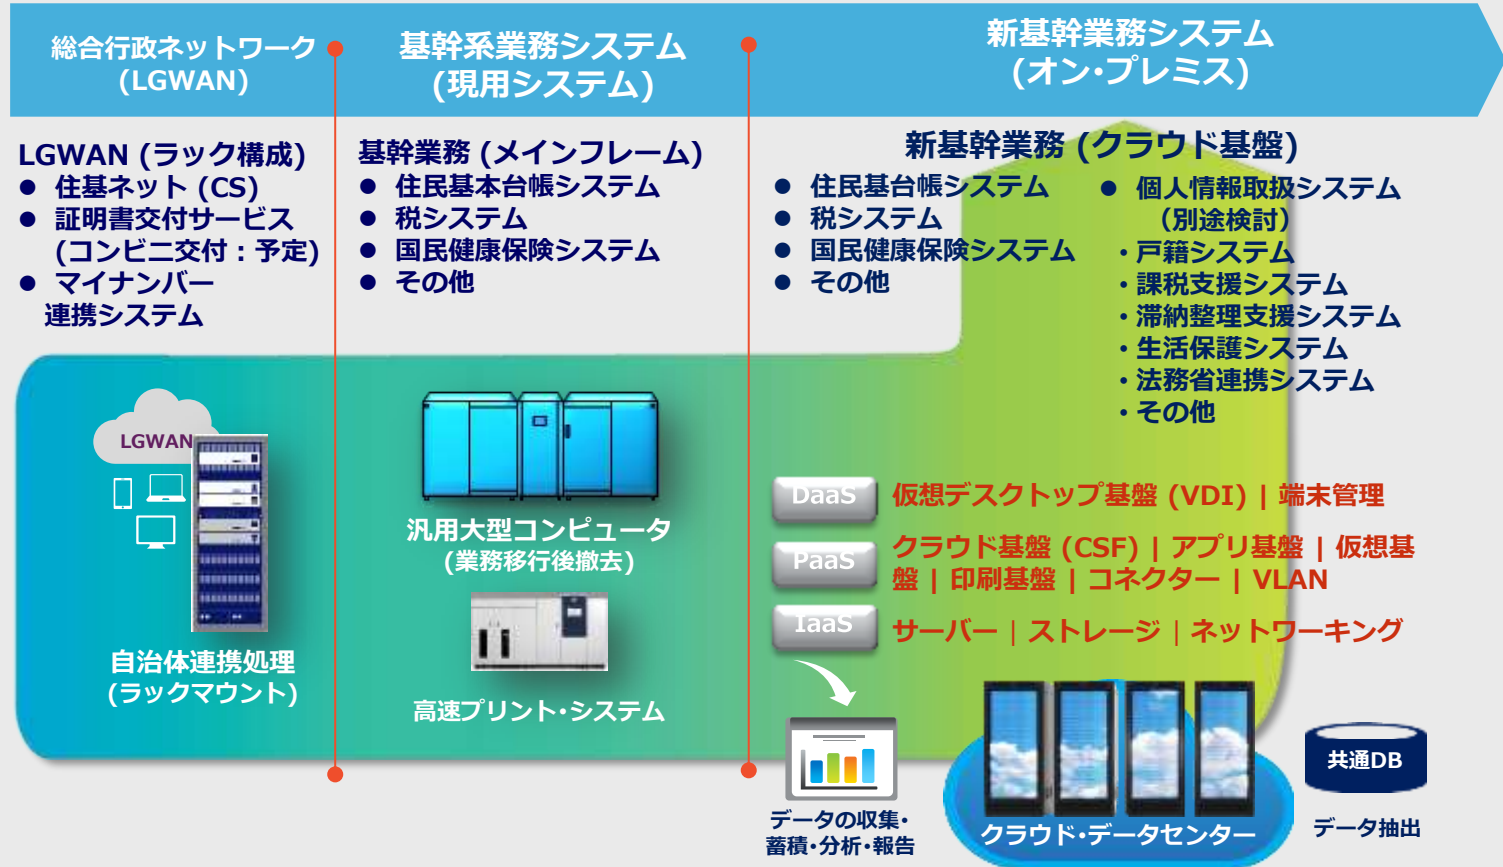 総合行政ネットワーク
(LGWAN)
基幹系業務システム
(現用システム)
新基幹業務システム
(オン・プレミス)
LGWAN (ラック構成)
● 住基ネット (CS)
● 証明書交付サービス
(コンビニ交付：予定)
● マイナンバー
連携システム
基幹業務 (メインフレーム)
● 住民基本台帳システム
● 税システム
● 国民健康保険システム
● その他
新基幹業務 (クラウド基盤)
● 住民基台帳システム
● 税システム
● 国民健康保険システム
● その他
● 個人情報取扱システム
（別途検討）
・戸籍システム
・課税支援システム
・滞納整理支援システム
・生活保護システム
・法務省連携システム
・その他
LGWAN
自治体連携処理
(ラックマウント)
汎用大型コンピュータ
(業務移行後撤去)
高速プリント・システム
DaaS
仮想デスクトップ基盤 (VDI) | 端末管理
PaaS
クラウド基盤 (CSF) | アプリ基盤 | 仮想基
盤 | 印刷基盤 | コネクター | VLAN
IaaS
サーバー | ストレージ | ネットワーキング
データの収集・
蓄積・分析・報告
クラウド・データセンター
共通DB
データ抽出